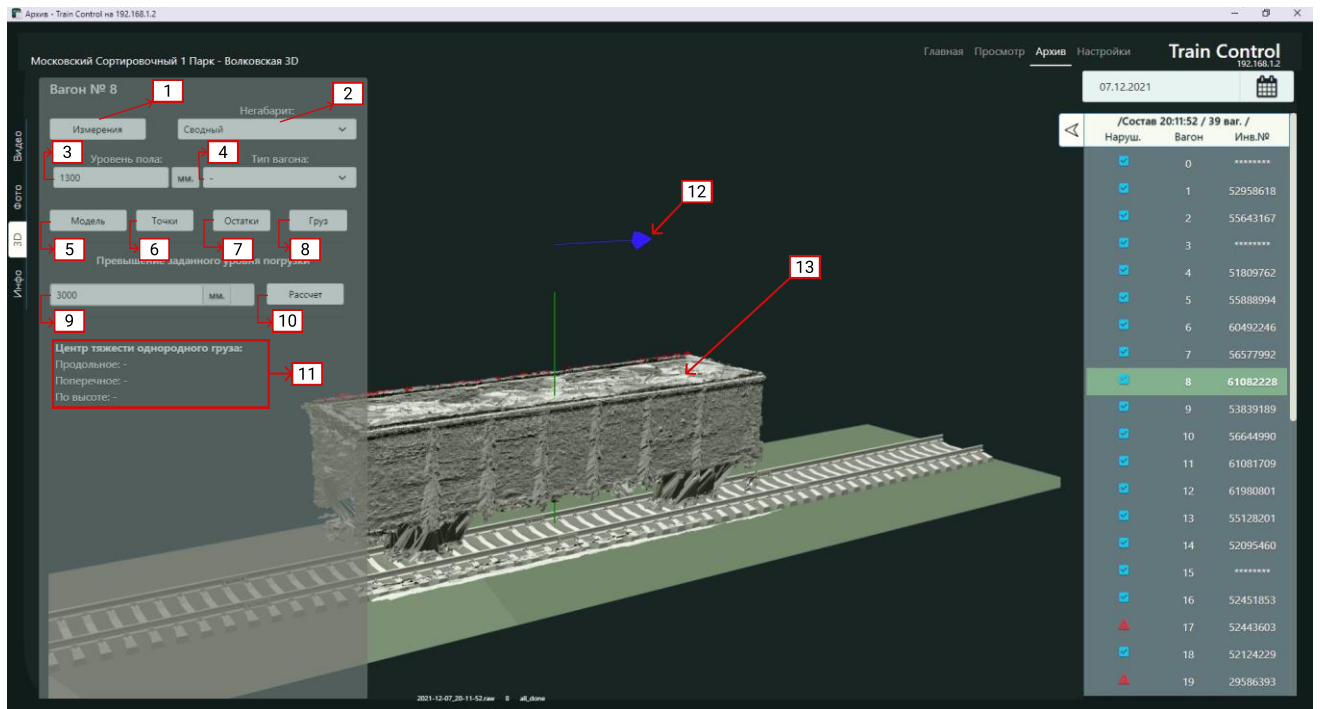 Архив - Train Control на 192.168.1.2
Московский Сортировочный 1 Парк - Волковская 3D
Главная Просмотр Архив Настройки
Train Control
192.168.1.2
Видео
Фото
3D
Инфо
Вагон № 8
1
2
Негабарит:
Измерения
Сводный
3
4
Уровень пола:
Тип вагона:
1300
мм.
-
Модель
Точки
Остатки
Груз
5
6
7
8
Превышение заданного уровня погрузки
3000
мм.
Рассчет
9
10
Центр тяжести однородного груза:
Продольное: -
Поперечное: -
По высоте: -
11
12
13
2021-12-07_20-11-52.raw 8 all_done
07.12.2021
/Состав 20:11:52 / 39 ваг. /
Наруш. Вагон Инв.№
0 ********
1 52958618
2 55643167
3 ********
4 51809762
5 55888994
6 60492246
7 56577992
8 61082228
9 53839189
10 56644990
11 61081709
12 61980801
13 55128201
14 52095460
15 ********
16 52451853
17 52443603
18 52124229
19 29586393